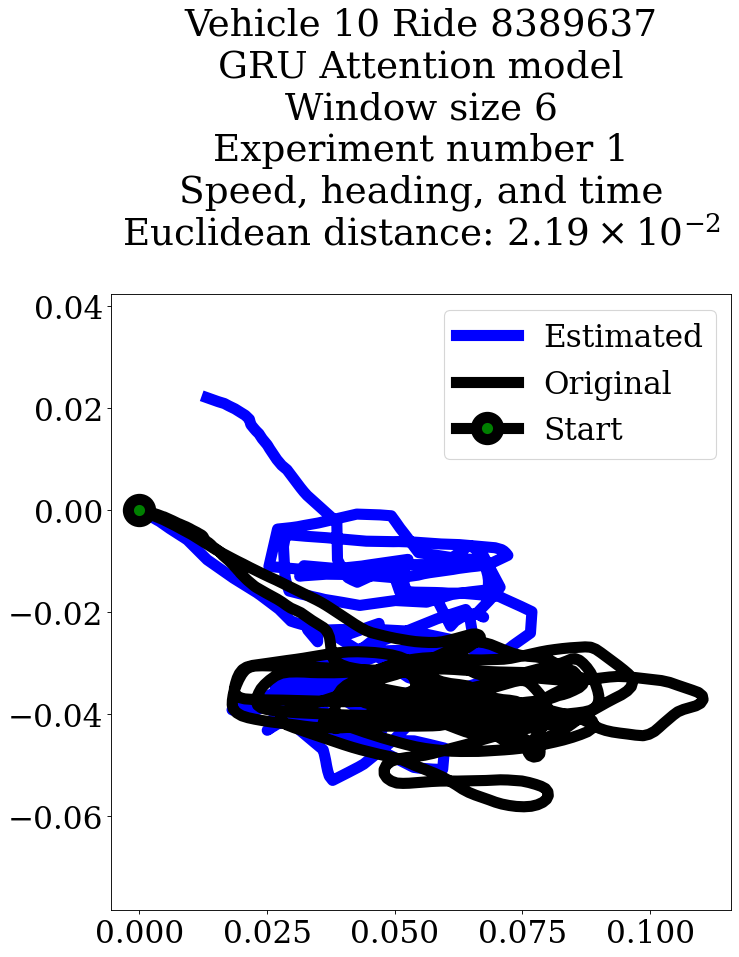 Vehicle 10 Ride 8389637
GRU Attention model
Window size 6
Experiment number 1
Speed, heading, and time
Euclidean distance: 2.19 × 10⁻²
0.04
0.02
0.00
−0.02
−0.04
−0.06
Estimated
Original
Start
0.000 0.025 0.050 0.075 0.100